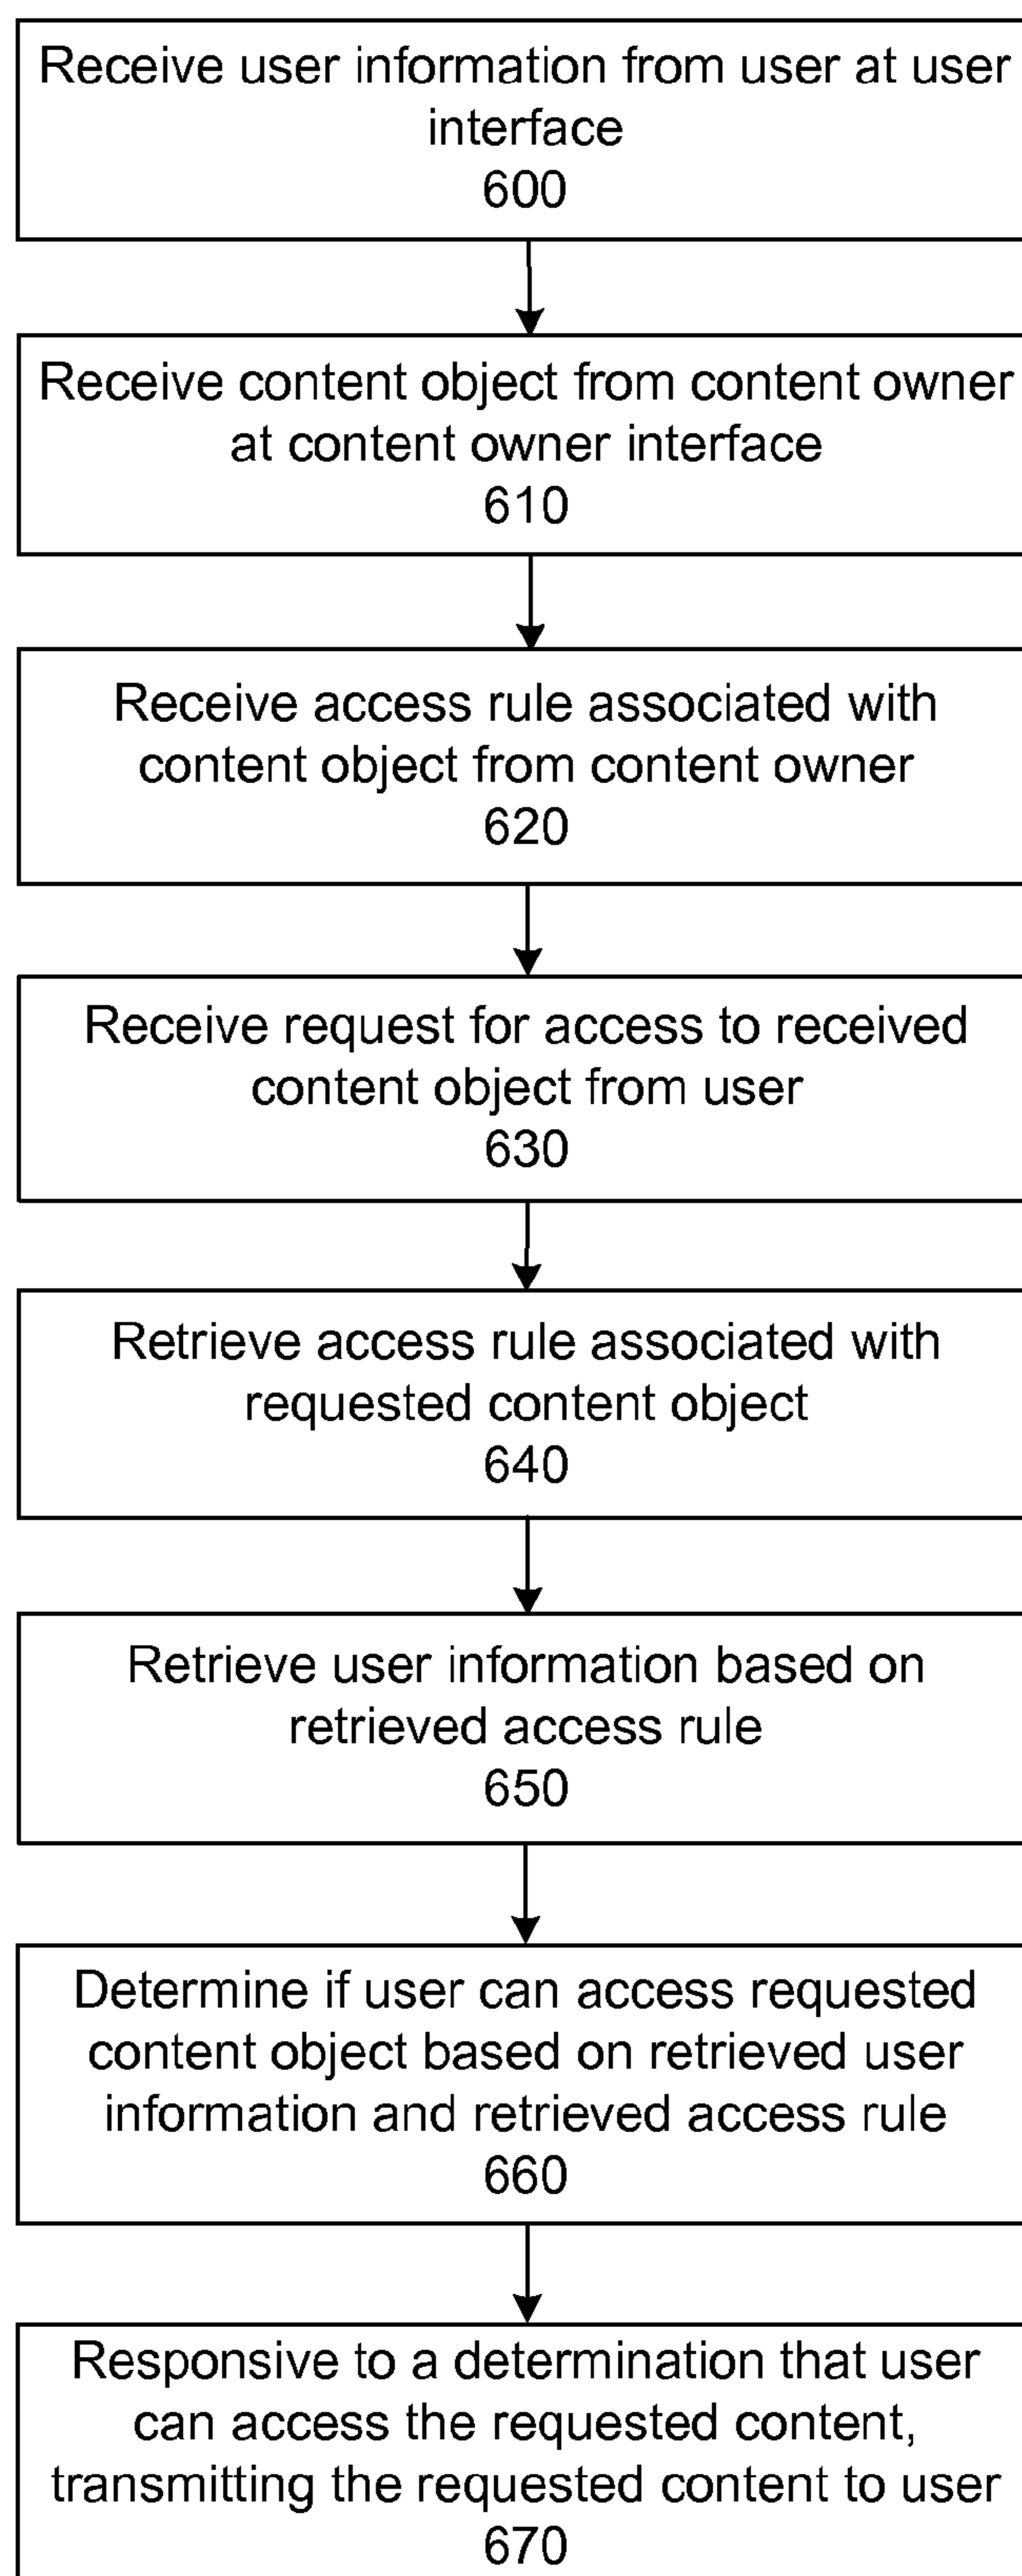 Receive user information from user at user
interface
600
Receive content object from content owner
at content owner interface
610
Receive access rule associated with
content object from content owner
620
Receive request for access to received
content object from user
630
Retrieve access rule associated with
requested content object
640
Retrieve user information based on
retrieved access rule
650
Determine if user can access requested
content object based on retrieved user
information and retrieved access rule
660
Responsive to a determination that user
can access the requested content,
transmitting the requested content to user
670